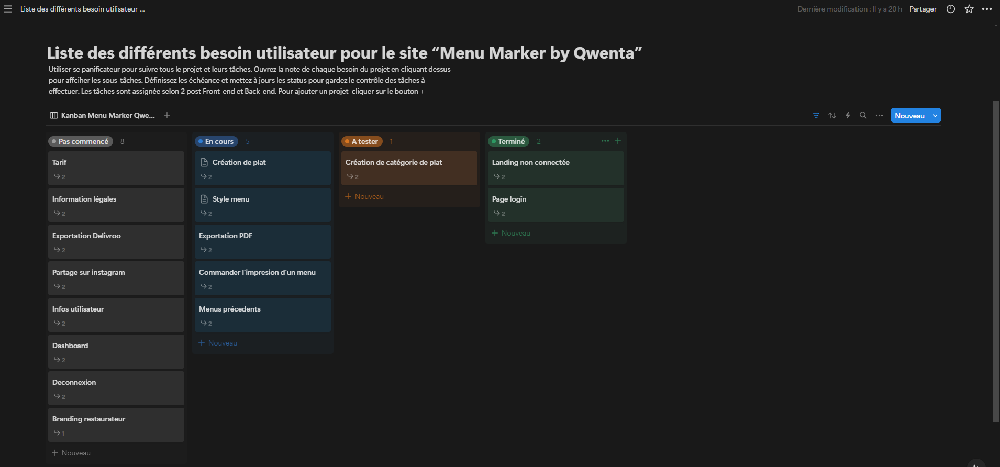 Liste des différents besoin utilisateur ...
Dernière modification : Il y a 20 h
Partager
Liste des différents besoin utilisateur pour le site “Menu Marker by Qwenta”
Utiliser se panificateur pour suivre tous le projet et leurs tâches. Ouvrez la note de chaque besoin du projet en cliquant dessus
pour affciher les sous-tâches. Définissez les échéance et mettez à jours les status pour gardez le contrôle des tâches à
effectuer. Les tâches sont assignée selon 2 post Front-end et Back-end. Pour ajouter un projet cliquer sur le bouton +
Kanban Menu Marker Qwe...
Nouveau
Pas commencé 8
Tarif
2
Information légales
2
Exportation Delivroo
2
Partage sur instagram
2
Infos utilisateur
2
Dashboard
2
Deconnexion
2
Branding restaurateur
1
+ Nouveau
En cours 5
Création de plat
2
Style menu
2
Exportation PDF
2
Commander l’impresion d’un menu
2
Menus précedents
2
+ Nouveau
A tester 1
Création de catégorie de plat
2
+ Nouveau
Terminé 2
Landing non connectée
2
Page login
2
+ Nouveau